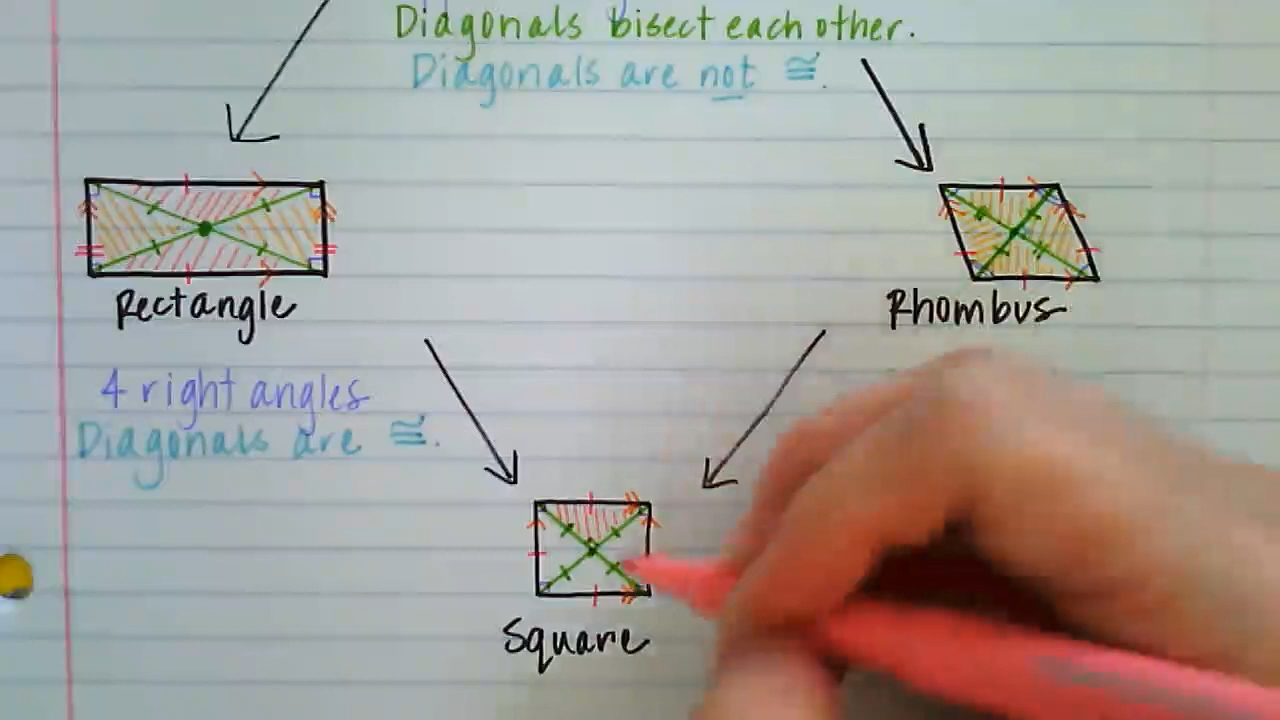 Diagonals bisect each other.
Diagonals are not ≅.
Rectangle
Rhombus
4 right angles
Diagonals are ≅.
Square